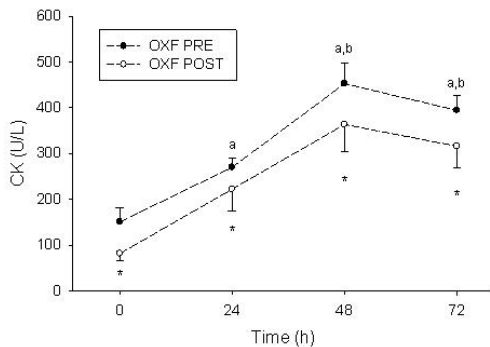 600
500
400
300
200
100
0
CK (U/L)
OXF PRE
OXF POST
a
a,b
a,b
*
*
*
*
0 24 48 72
Time (h)